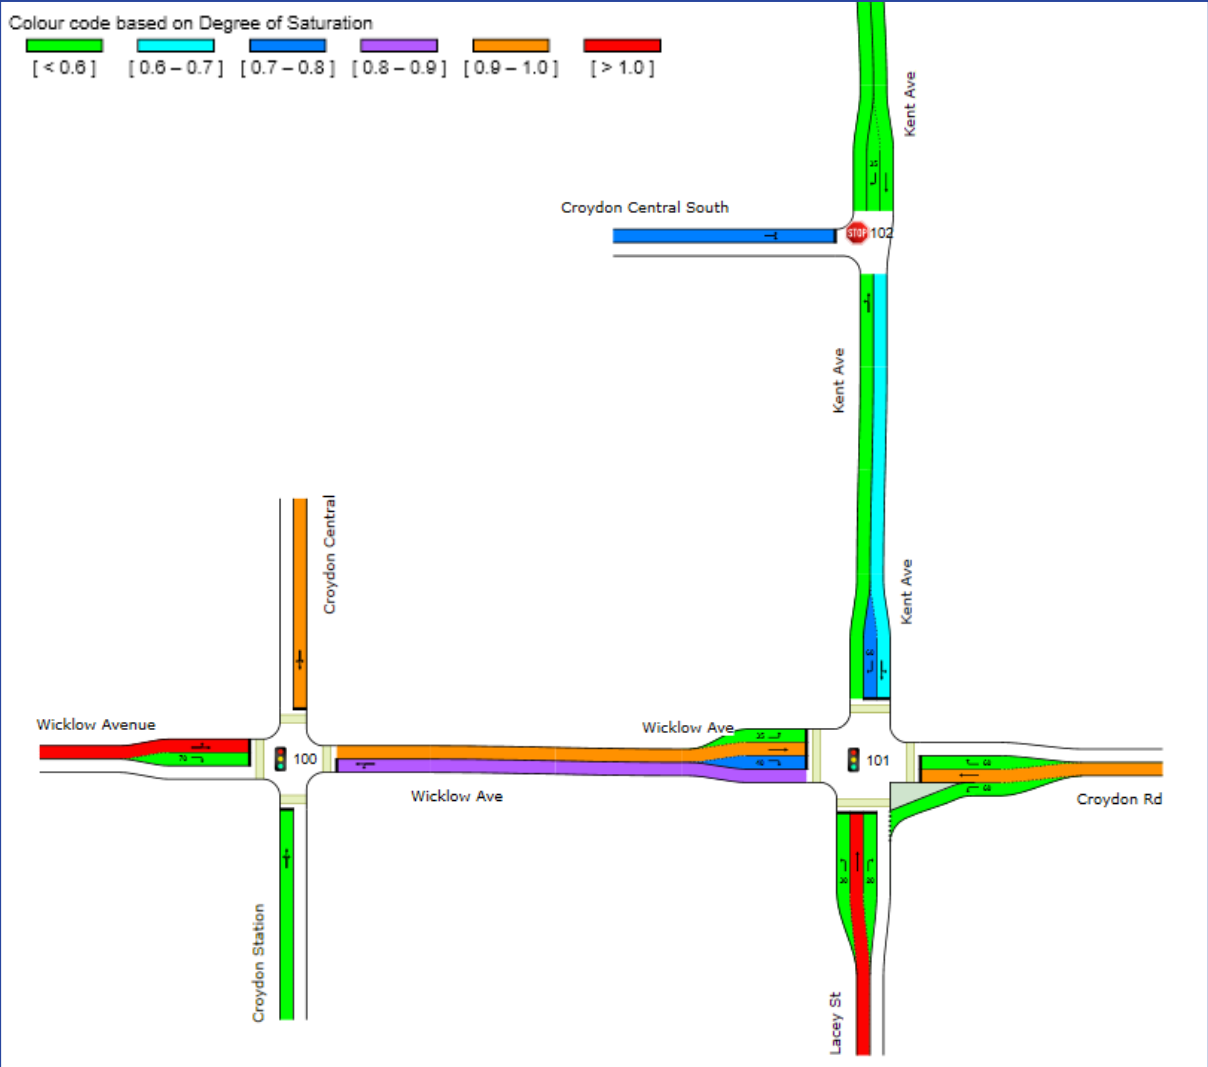 Colour code based on Degree of Saturation
[ < 0.6 ] [ 0.6 – 0.7 ] [ 0.7 – 0.8 ] [ 0.8 – 0.9 ] [ 0.9 – 1.0 ] [ > 1.0 ]
Kent Ave
35
Croydon Central South
STOP 102
Kent Ave
Kent Ave
Croydon Central
Wicklow Avenue
70
100
Wicklow Ave
Wicklow Ave
101
Croydon Rd
Croydon Station
Lacey St